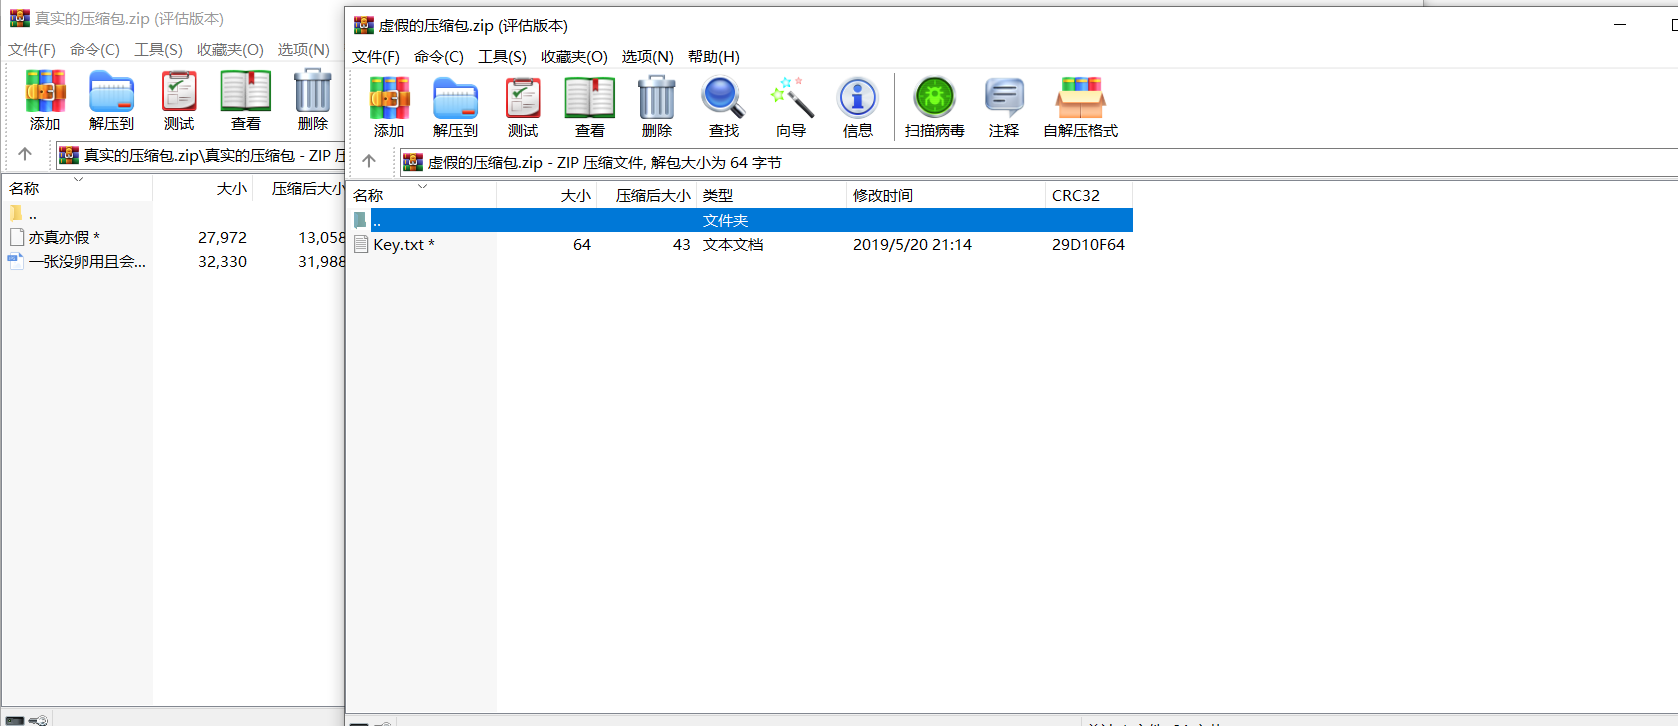 真实的压缩包.zip (评估版本)
文件(F) 命令(C) 工具(S) 收藏夹(O) 选项(N)
添加 解压到 测试 查看 删除
真实的压缩包.zip\真实的压缩包 - ZIP
名称 大小 压缩后大小
..
亦真亦假 * 27,972 13,058
一张没卵用且会... 32,330 31,988
虚假的压缩包.zip (评估版本)
文件(F) 命令(C) 工具(S) 收藏夹(O) 选项(N) 帮助(H)
添加 解压到 测试 查看 删除 查找 向导 信息 扫描病毒 注释 自解压格式
虚假的压缩包.zip - ZIP 压缩文件, 解包大小为 64 字节
名称 大小 压缩后大小 类型 修改时间 CRC32
.. 文件夹
Key.txt * 64 43 文本文档 2019/5/20 21:14 29D10F64